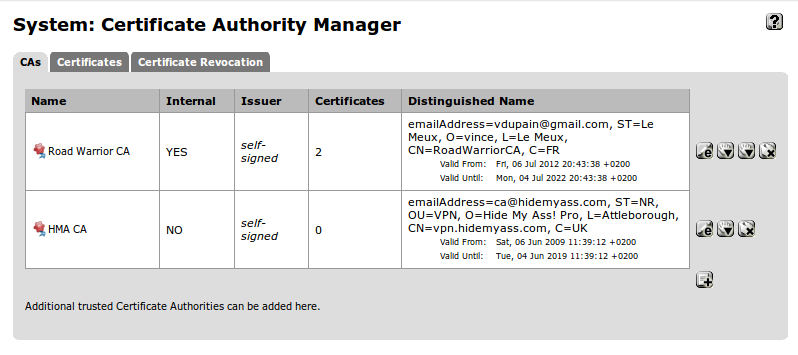 System: Certificate Authority Manager
?
CAs Certificates Certificate Revocation
Name Internal Issuer Certificates Distinguished Name
emailAddress=vdupain@gmail.com, ST=Le
Meux, O=vince, L=Le Meux,
CN=RoadWarriorCA, C=FR
Road Warrior CA YES self-
signed 2
Valid From: Fri, 06 Jul 2012 20:43:38 +0200
Valid Until: Mon, 04 Jul 2022 20:43:38 +0200
e x
emailAddress=ca@hidemyass.com, ST=NR,
OU=VPN, O=Hide My Ass! Pro, L=Attleborough,
CN=vpn.hidemyass.com, C=UK
HMA CA NO self-
signed 0
Valid From: Sat, 06 Jun 2009 11:39:12 +0200
Valid Until: Tue, 04 Jun 2019 11:39:12 +0200
e x
+
Additional trusted Certificate Authorities can be added here.